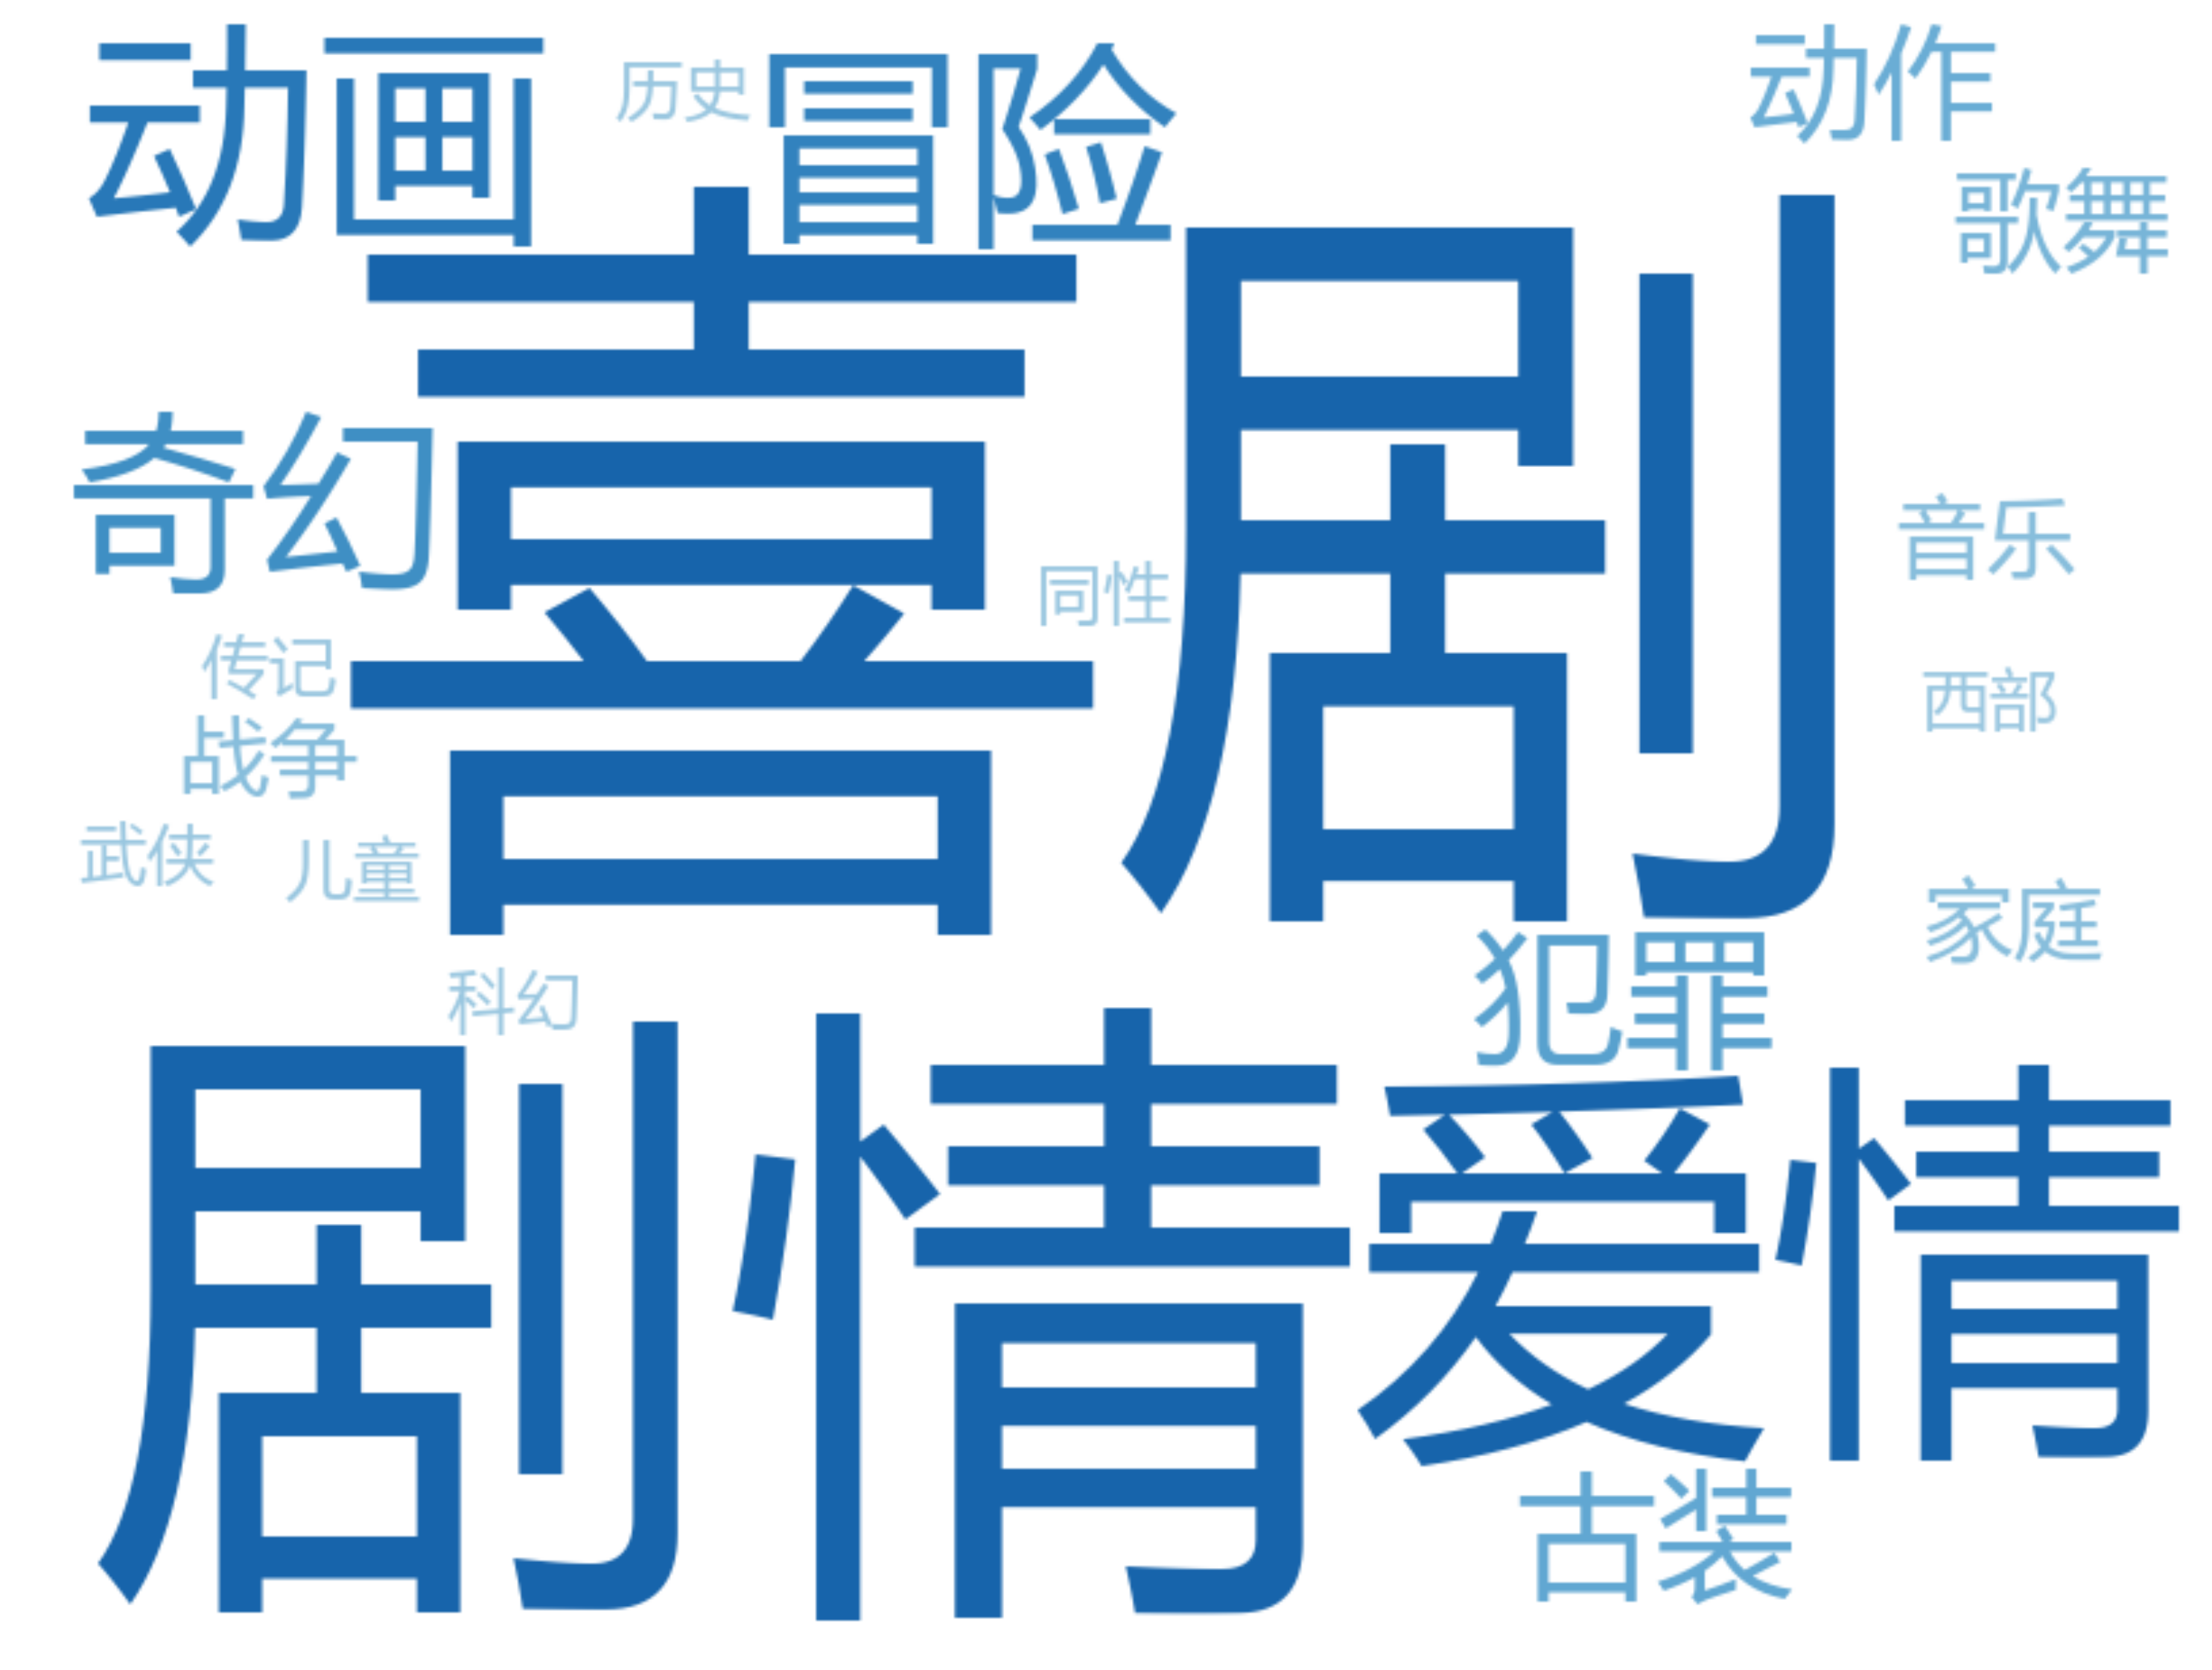 动画
历史
冒险
动作
歌舞
喜剧
奇幻
音乐
同性
传记
西部
战争
武侠
儿童
家庭
犯罪
科幻
剧情
爱情
古装